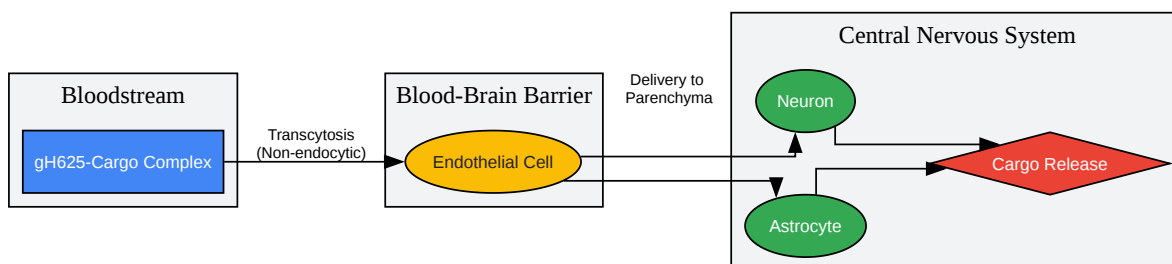 Bloodstream
gH625-Cargo Complex
Transcytosis
(Non-endocytic)
Blood-Brain Barrier
Endothelial Cell
Delivery to
Parenchyma
Central Nervous System
Neuron
Astrocyte
Cargo Release